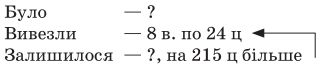 Було — ?
Вивезли — 8 в. по 24 ц
Залишилося — ?, на 215 ц більше